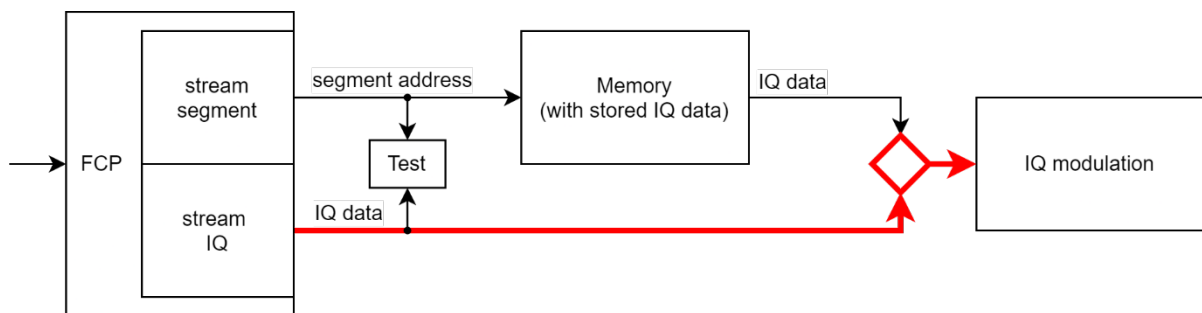 FCP
stream
segment
segment address
Memory
(with stored IQ data)
IQ data
Test
IQ modulation
stream
IQ
IQ data